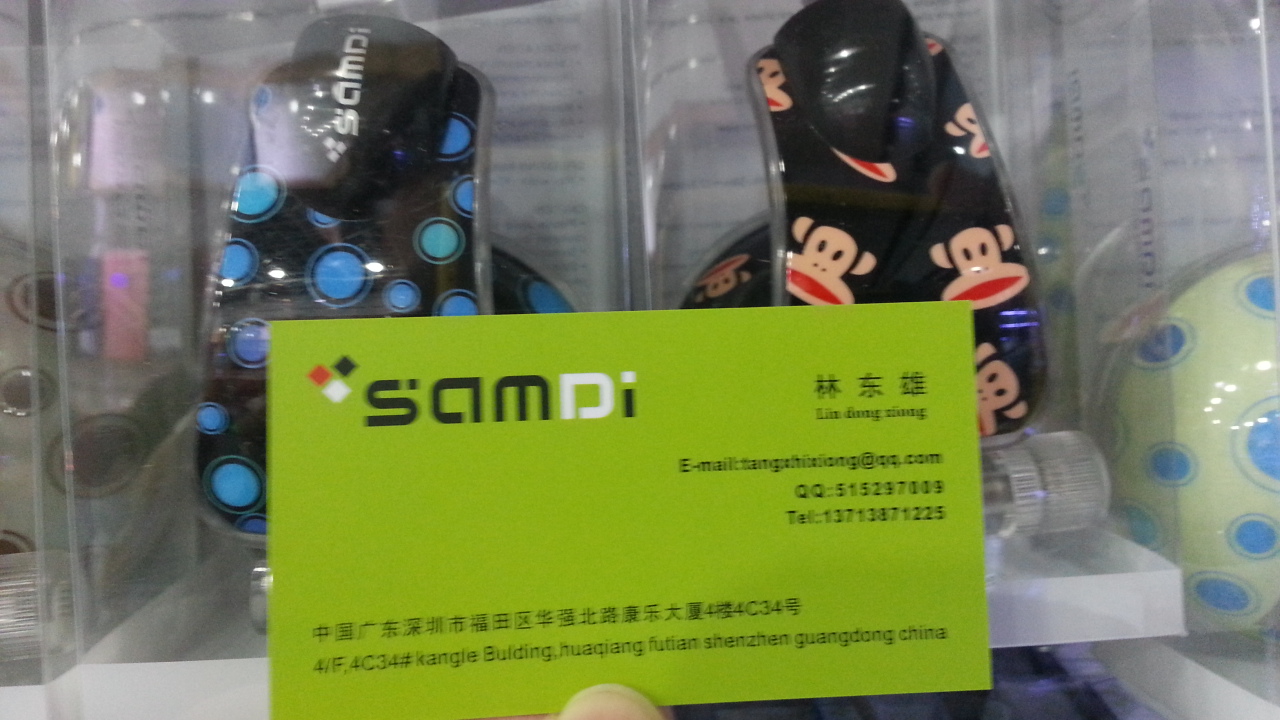 SAMDi
SAMDi
林东雄
Lin dong xiong
E-mail:tangzhixiong@qq.com
QQ:515297009
Tel:13713871225
中国广东深圳市福田区华强北路康乐大厦4楼4C34号
4/F,4C34# kangle Bulding,huaqiang futian shenzhen guangdong china